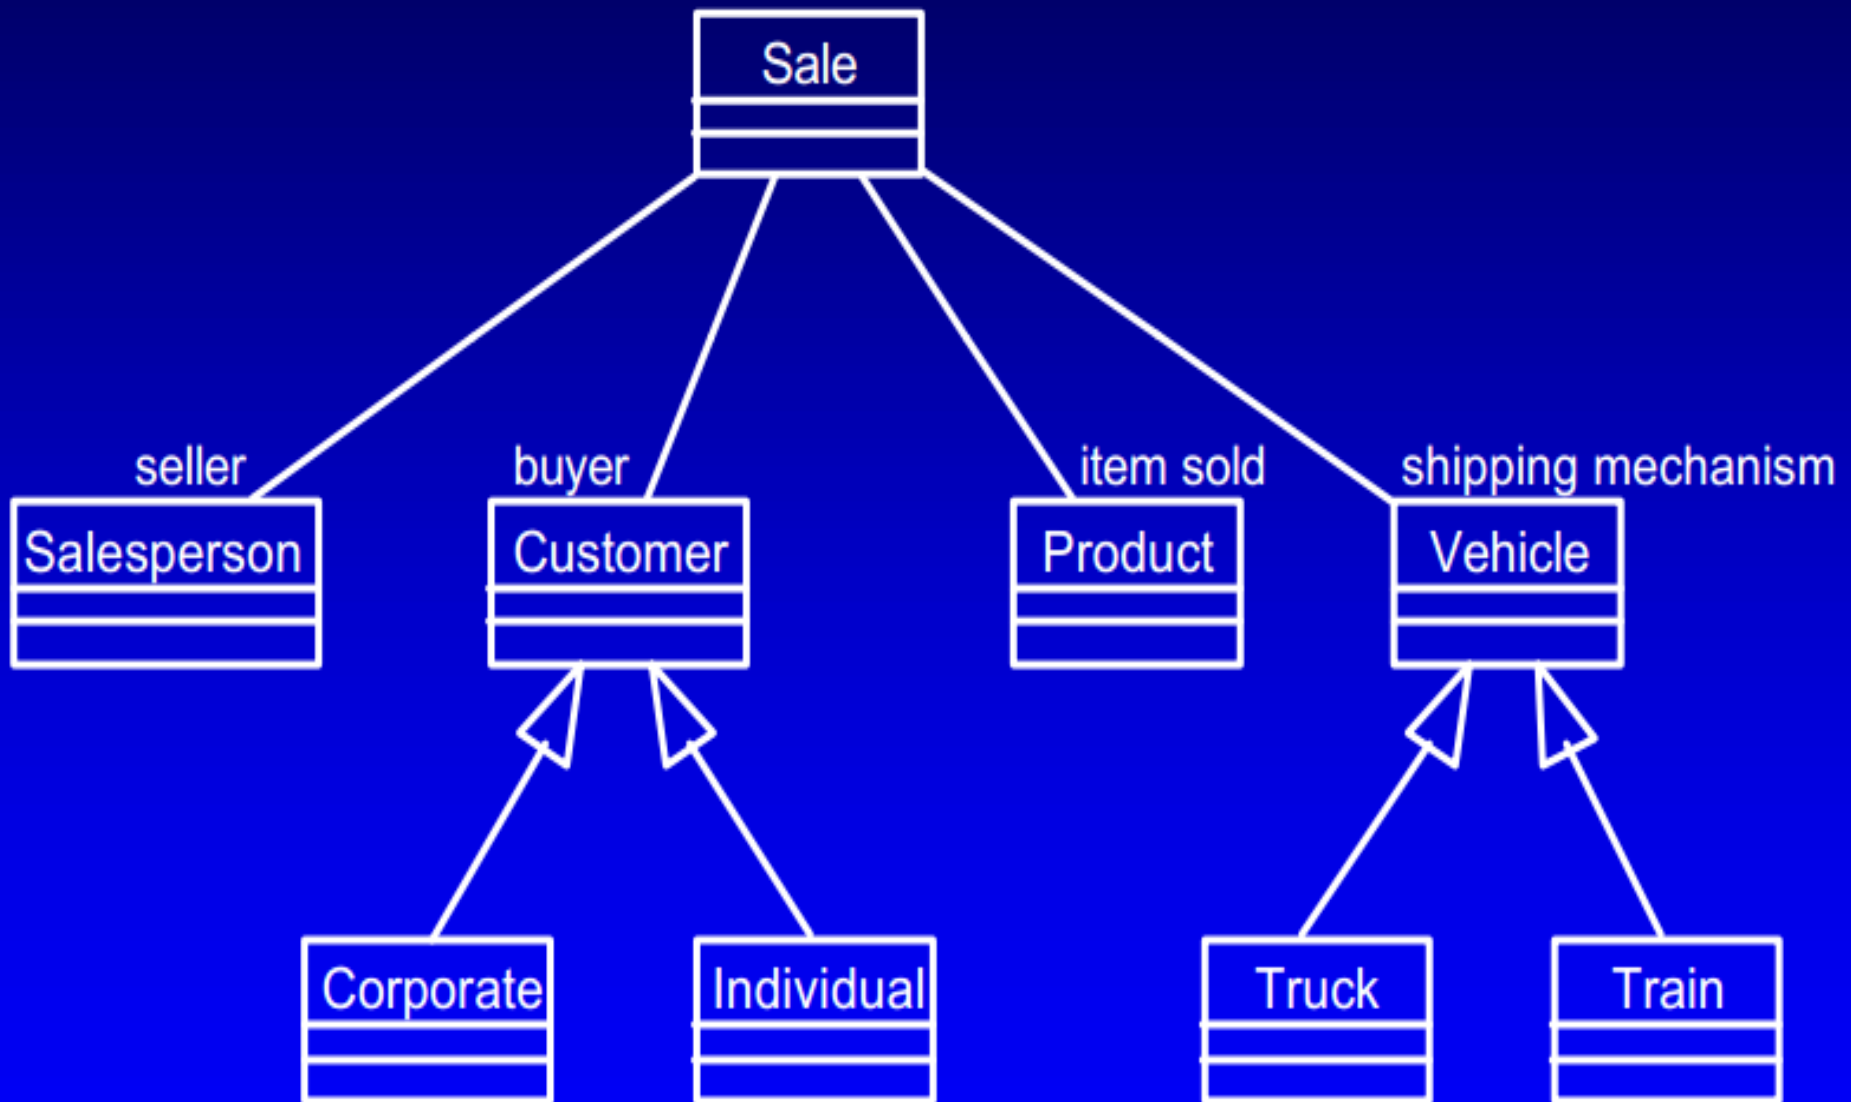 Sale
seller
buyer
item sold
shipping mechanism
Salesperson
Customer
Product
Vehicle
Corporate
Individual
Truck
Train